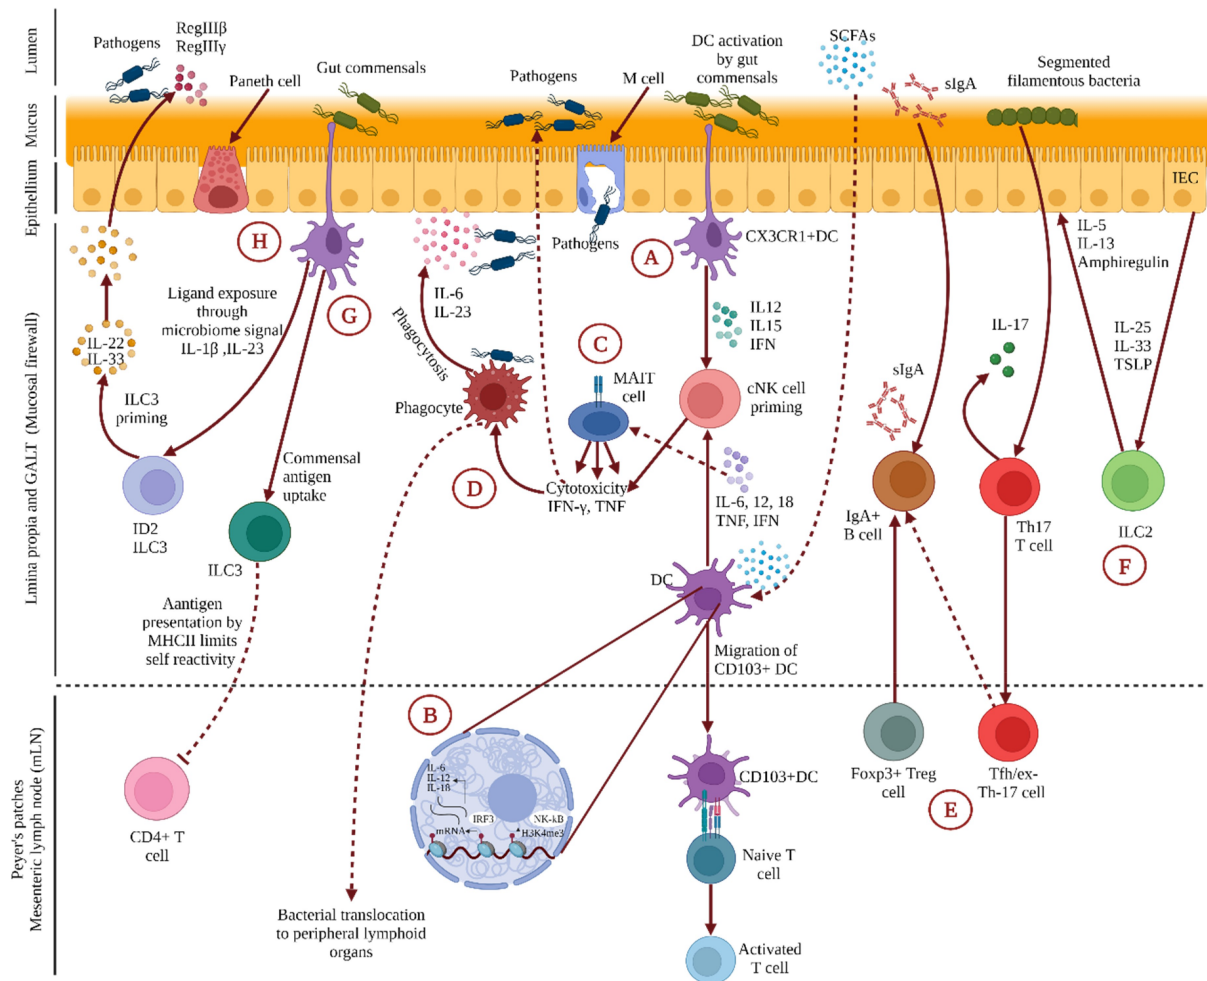 Lumen
Mucus
Epithellium
Lmina propia and GALT (Mucosal firewall)
Peyer's patches
Mesenteric lymph node (mLN)
Pathogens
RegIIIβ
RegIIIγ
Paneth cell
Gut commensals
Pathogens
M cell
DC activation
by gut
commensals
SCFAs
sIgA
Segmented
filamentous bacteria
IEC
H
G
Ligand exposure
through
microbiome signal
IL-1β ,IL-23
IL-22
IL-33
ILC3
priming
ID2
ILC3
Commensal
antigen
uptake
ILC3
Aantigen
presentation by
MHCII limits
self reactivity
CD4+ T
cell
Pathogens
A
CX3CR1+DC
IL-6
IL-23
Phagocytosis
Phagocyte
D
C
MAIT
cell
Cytotoxicity
IFN-γ, TNF
IL12
IL15
IFN
cNK cell
priming
IL-6, 12, 18
TNF, IFN
DC
Migration of
CD103+ DC
B
IL-6
IL-12
IL-1ß
mRNA
IRF3
NK-kB
H3K4me3
Bacterial translocation
to peripheral lymphoid
organs
CD103+DC
Naive T
cell
Activated
T cell
sIgA
IgA+
B cell
IL-17
Th17
T cell
IL-5
IL-13
Amphiregulin
IL-25
IL-33
TSLP
ILC2
F
Foxp3+ Treg
cell
E
Tfh/ex-
Th-17 cell